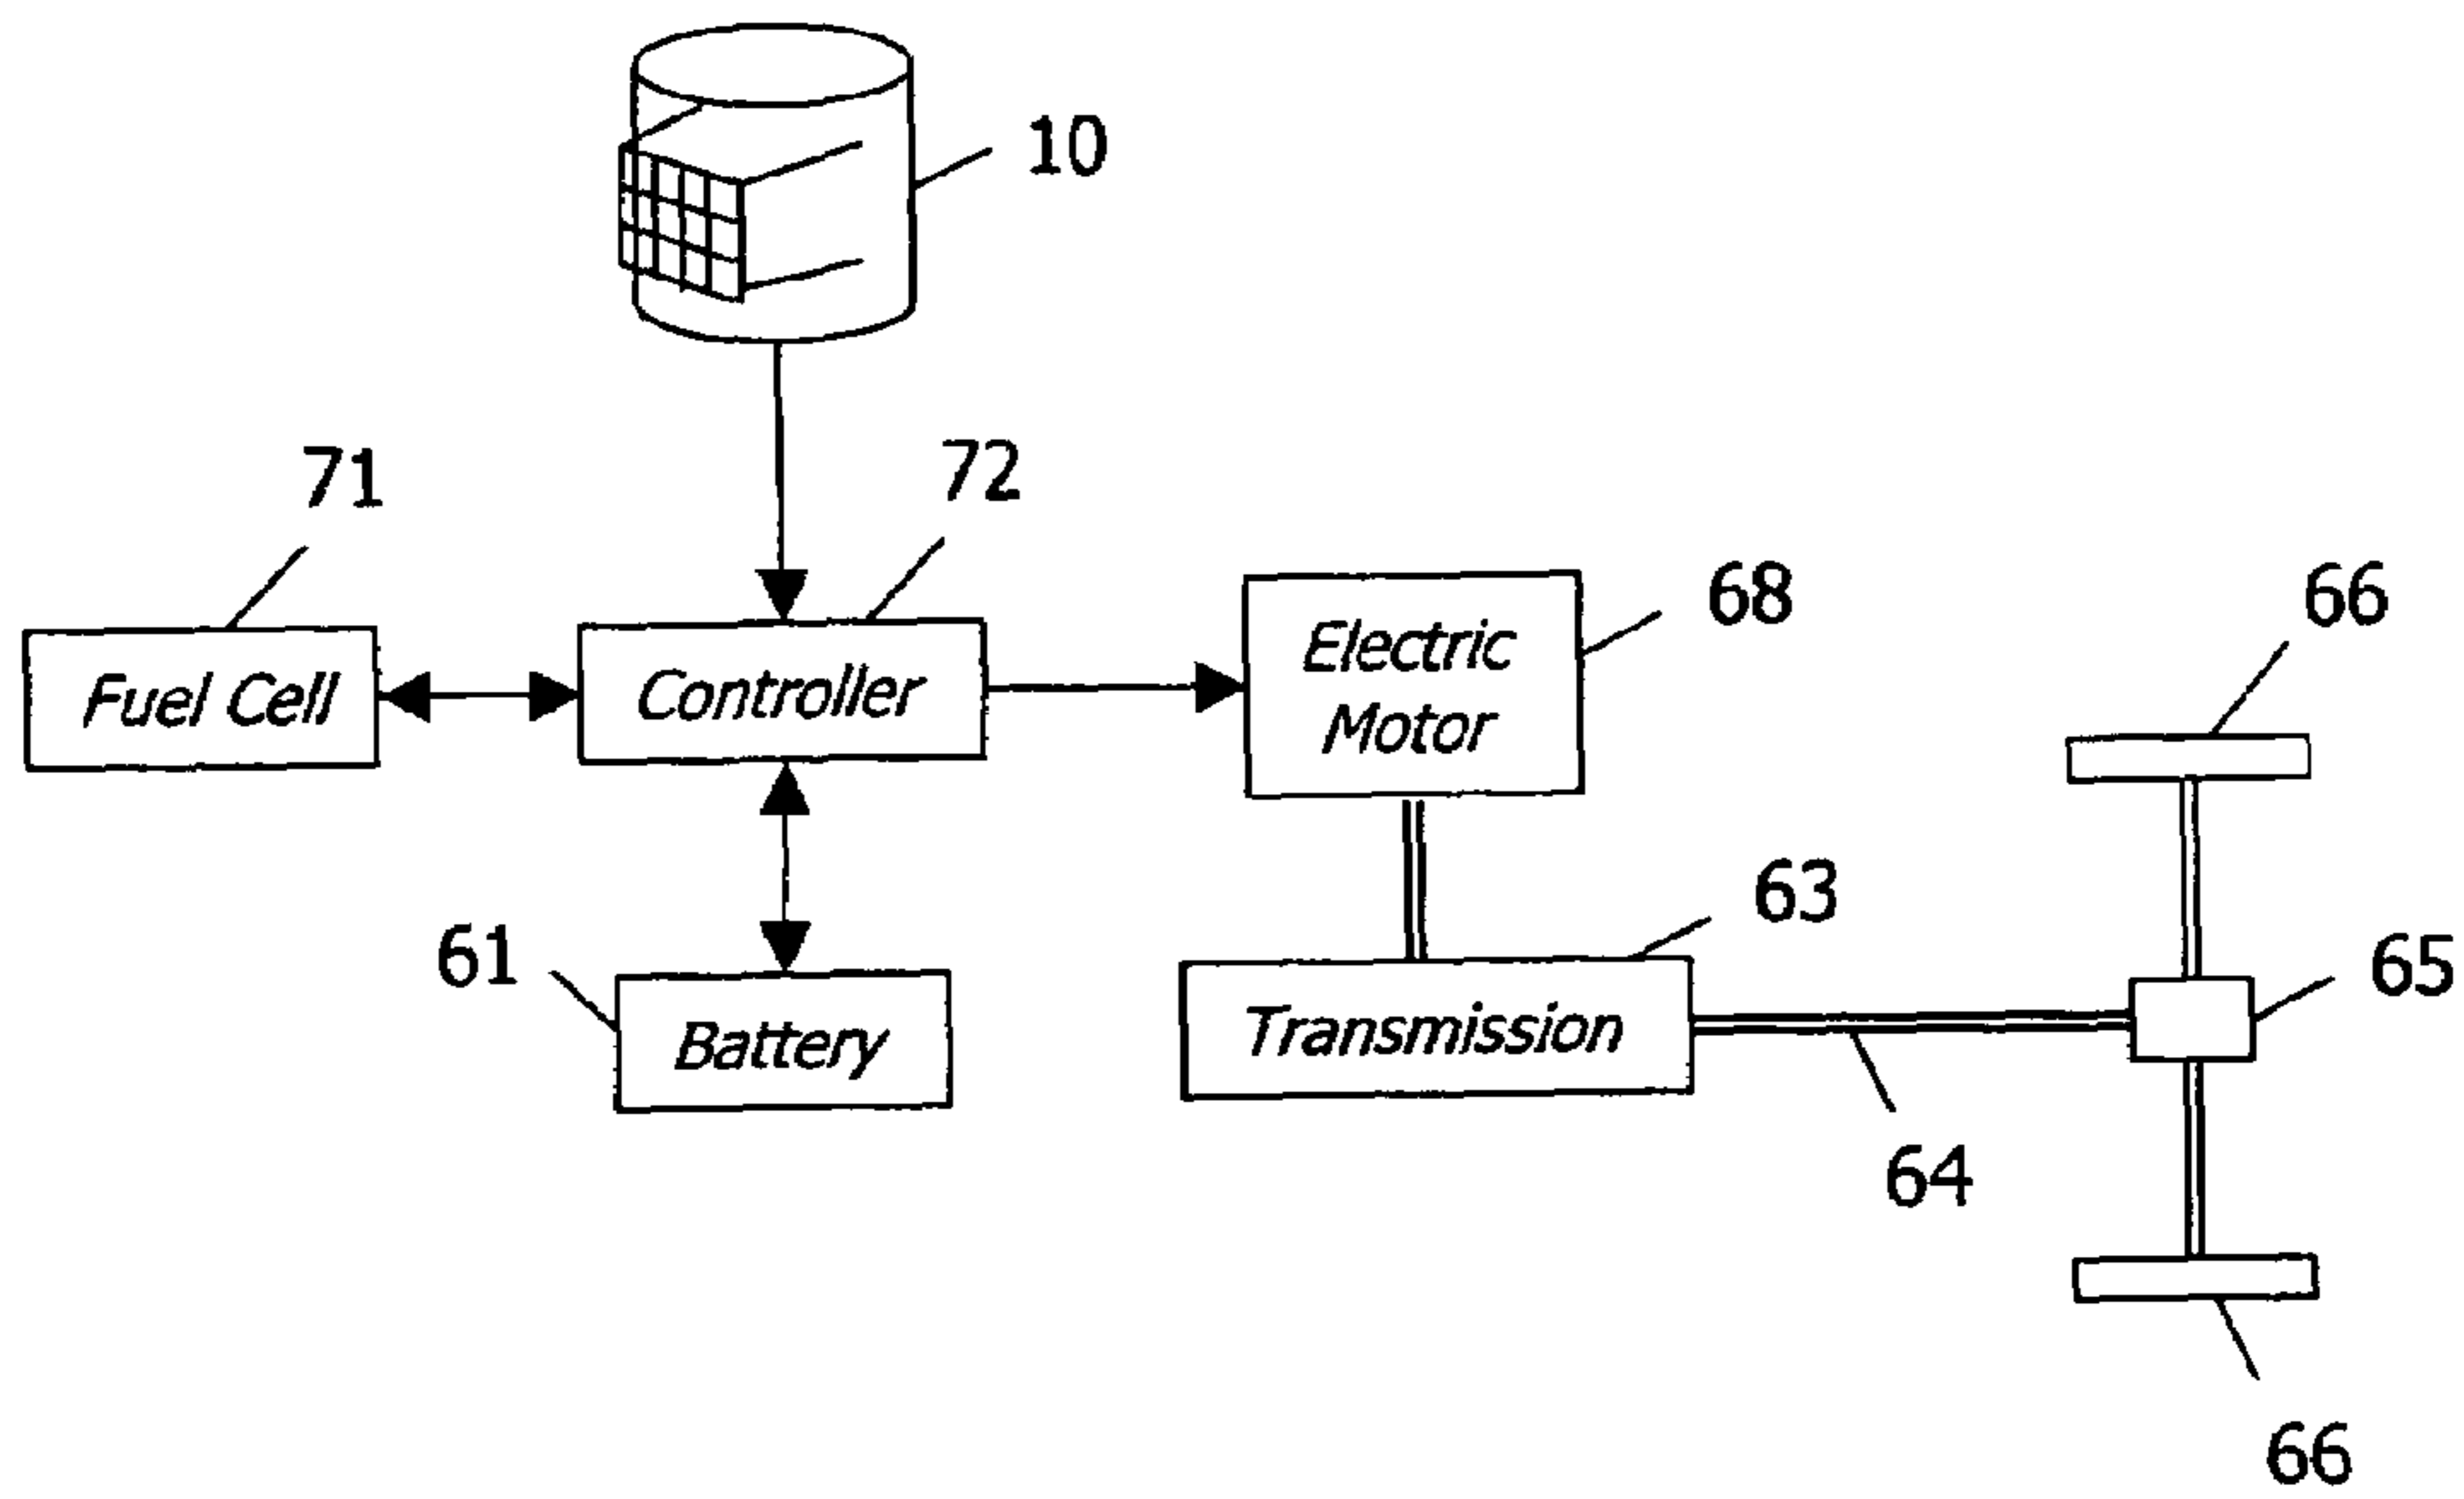 10
71
72
68
66
Fuel Cell
Controller
Electric
Motor
63
61
65
Battery
Transmission
64
66